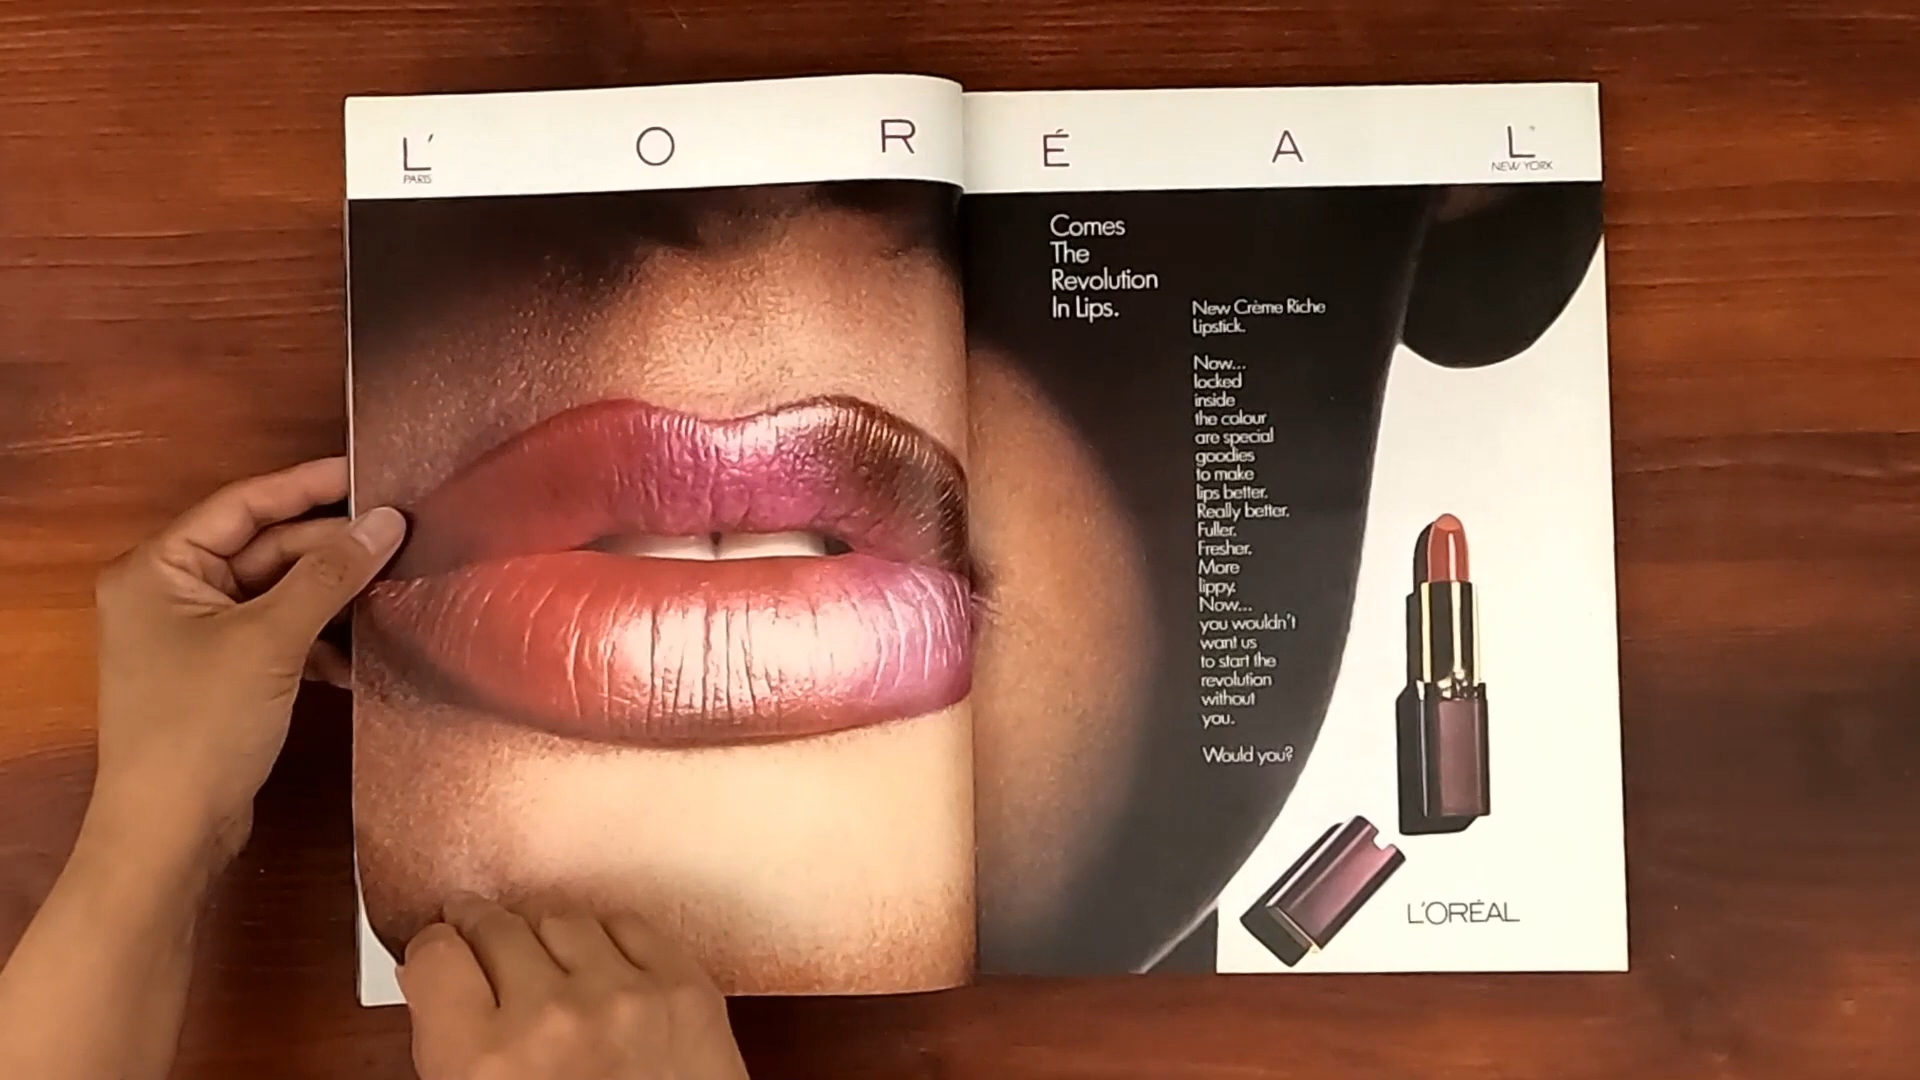 L'ORÉAL
PARIS
NEW YORK
Comes
The
Revolution
In Lips.
New Crème Riche
Lipstick.
Now...
locked
inside
the colour
are special
goodies
to make
lips better.
Really better.
Fuller.
Fresher.
More
lippy.
Now...
you wouldn't
want us
to start the
revolution
without
you.
Would you?
L'ORÉAL